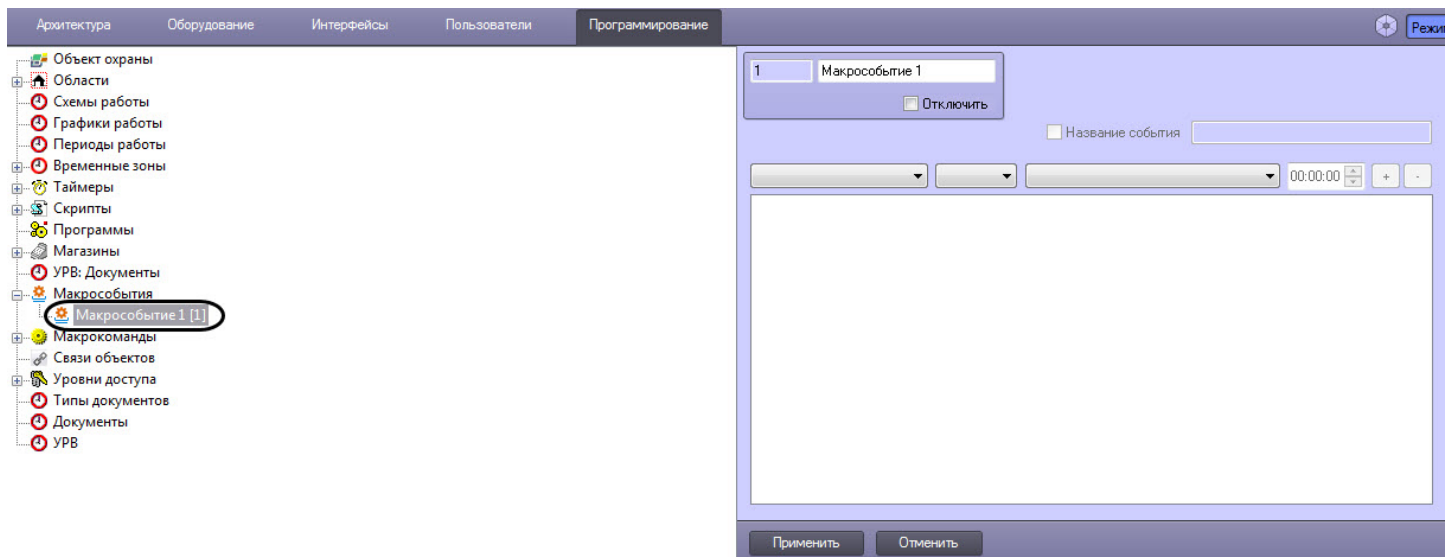 Архитектура Оборудование Интерфейсы Пользователи Программирование Режи
Объект охраны
Области
Схемы работы
Графики работы
Периоды работы
Временные зоны
Таймеры
Скрипты
Программы
Магазины
УРВ: Документы
Макрособытия
Макрособытие 1 [1]
Макрокоманды
Связи объектов
Уровни доступа
Типы документов
Документы
УРВ
1 Макрособытие 1
Отключить
Название события
00:00:00 + -
Применить Отменить